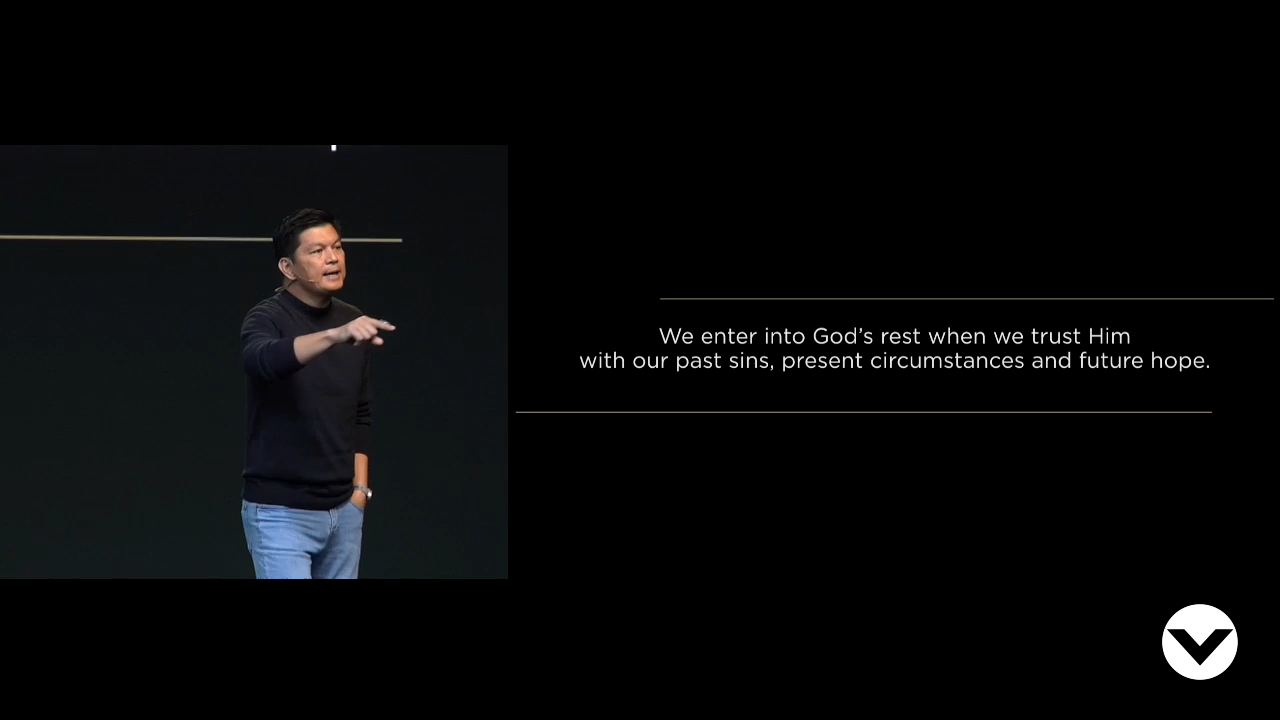 We enter into God’s rest when we trust Him
with our past sins, present circumstances and future hope.